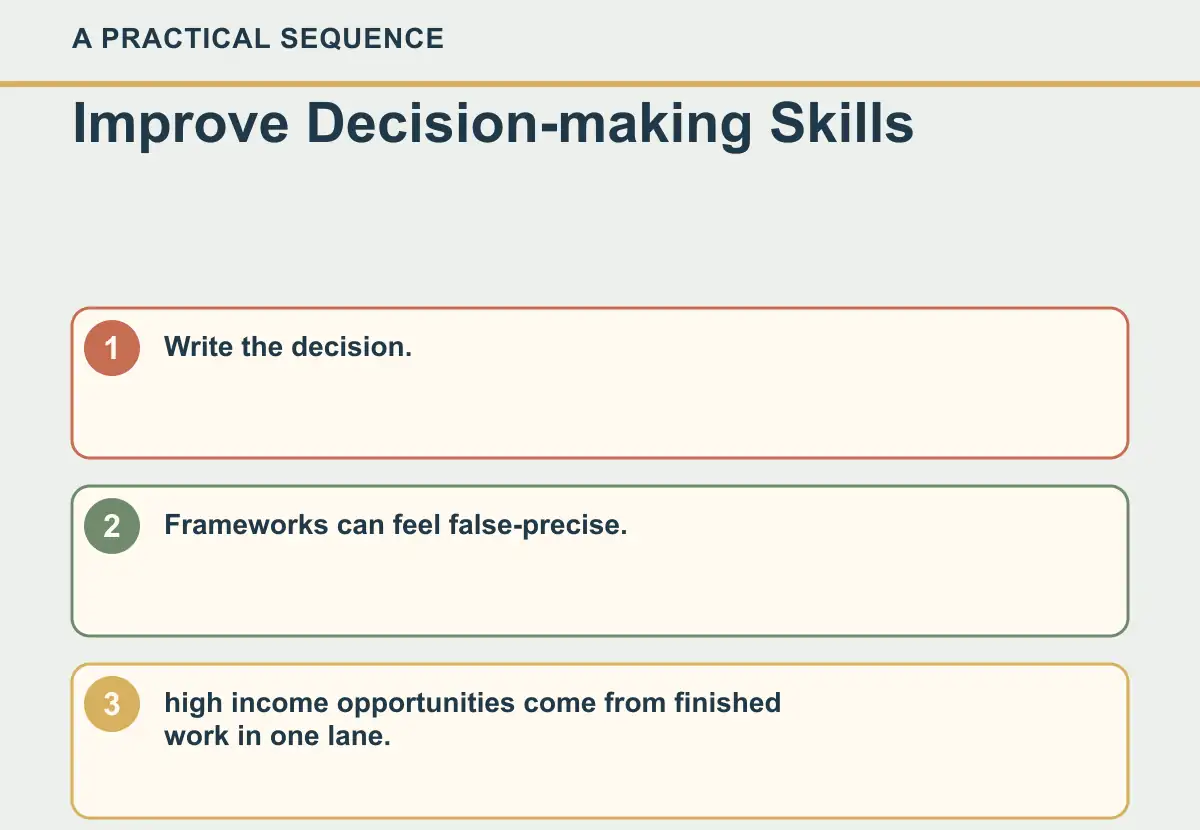 A PRACTICAL SEQUENCE
Improve Decision-making Skills
1
Write the decision.
2
Frameworks can feel false-precise.
3
high income opportunities come from finished
work in one lane.